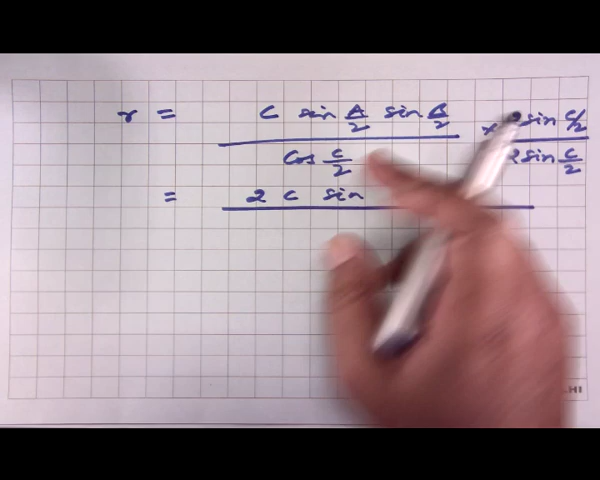 r = c sin A/2 sin B/2 / cos C/2 × 2 sin C/2 / 2 sin C/2
= 2 c sin